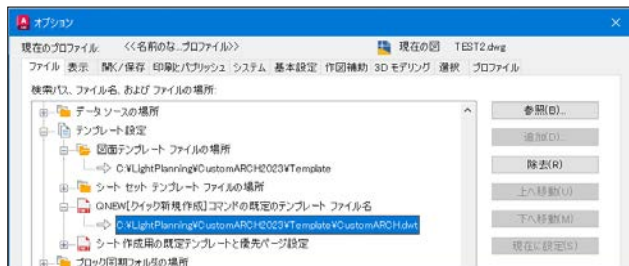 オプション
現在のプロファイル: <<名前のな...プロファイル>> 現在の図 TEST2.dwg
ファイル 表示 開く/保存 印刷とパブリッシュ システム 基本設定 作図補助 3D モデリング 選択 プロファイル
検索パス、ファイル名、および ファイルの場所:
データ ソースの場所
参照(B)...
テンプレート設定
追加(D)...
図面テンプレート ファイルの場所
C:¥LightPlanning¥CustomARCH2023¥Template
除去(R)
シート セット テンプレート ファイルの場所
上へ移動(U)
QNEW[クイック新規作成]コマンドの既定のテンプレート ファイル名
C:¥LightPlanning¥CustomARCH2023¥Template¥CustomARCH.dwt
下へ移動(M)
シート作成用の既定テンプレートと優先ページ設定
現在に設定(S)
ブロック同期フォルダの場所